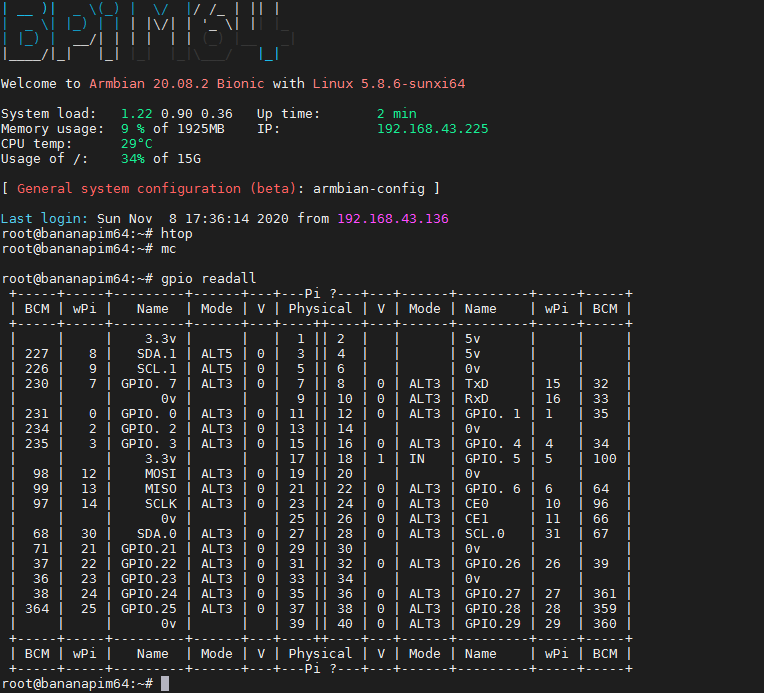 Welcome to Armbian 20.08.2 Bionic with Linux 5.8.6-sunxi64
System load:   1.22 0.90 0.36   Up time:       2 min
Memory usage:  9 % of 1925MB    IP:            192.168.43.225
CPU temp:      29°C
Usage of /:    34% of 15G
[ General system configuration (beta): armbian-config ]
Last login: Sun Nov  8 17:36:14 2020 from 192.168.43.136
root@bananapim64:~# htop
root@bananapim64:~# mc
root@bananapim64:~# gpio readall
 +-----+-----+---------+------+---+---Pi ?---+---+------+---------+-----+-----+
 | BCM | wPi |   Name  | Mode | V | Physical | V | Mode | Name    | wPi | BCM |
 +-----+-----+---------+------+---+----++----+---+------+---------+-----+-----+
 |     |     |    3.3v |      |   |  1 || 2  |   |      | 5v      |     |     |
 | 227 |   8 |   SDA.1 | ALT5 | 0 |  3 || 4  |   |      | 5v      |     |     |
 | 226 |   9 |   SCL.1 | ALT5 | 0 |  5 || 6  |   |      | 0v      |     |     |
 | 230 |   7 | GPIO. 7 | ALT3 | 0 |  7 || 8  | 0 | ALT3 | TxD     | 15  | 32  |
 |     |     |      0v |      |   |  9 || 10 | 0 | ALT3 | RxD     | 16  | 33  |
 | 231 |   0 | GPIO. 0 | ALT3 | 0 | 11 || 12 | 0 | ALT3 | GPIO. 1 | 1   | 35  |
 | 234 |   2 | GPIO. 2 | ALT3 | 0 | 13 || 14 |   |      | 0v      |     |     |
 | 235 |   3 | GPIO. 3 | ALT3 | 0 | 15 || 16 | 0 | ALT3 | GPIO. 4 | 4   | 34  |
 |     |     |    3.3v |      |   | 17 || 18 | 1 | IN   | GPIO. 5 | 5   | 100 |
 |  98 |  12 |    MOSI | ALT3 | 0 | 19 || 20 |   |      | 0v      |     |     |
 |  99 |  13 |    MISO | ALT3 | 0 | 21 || 22 | 0 | ALT3 | GPIO. 6 | 6   | 64  |
 |  97 |  14 |    SCLK | ALT3 | 0 | 23 || 24 | 0 | ALT3 | CE0     | 10  | 96  |
 |     |     |      0v |      |   | 25 || 26 | 0 | ALT3 | CE1     | 11  | 66  |
 |  68 |  30 |   SDA.0 | ALT3 | 0 | 27 || 28 | 0 | ALT3 | SCL.0   | 31  | 67  |
 |  71 |  21 | GPIO.21 | ALT3 | 0 | 29 || 30 |   |      | 0v      |     |     |
 |  37 |  22 | GPIO.22 | ALT3 | 0 | 31 || 32 | 0 | ALT3 | GPIO.26 | 26  | 39  |
 |  36 |  23 | GPIO.23 | ALT3 | 0 | 33 || 34 |   |      | 0v      |     |     |
 |  38 |  24 | GPIO.24 | ALT3 | 0 | 35 || 36 | 0 | ALT3 | GPIO.27 | 27  | 361 |
 | 364 |  25 | GPIO.25 | ALT3 | 0 | 37 || 38 | 0 | ALT3 | GPIO.28 | 28  | 359 |
 |     |     |      0v |      |   | 39 || 40 | 0 | ALT3 | GPIO.29 | 29  | 360 |
 +-----+-----+---------+------+---+----++----+---+------+---------+-----+-----+
 | BCM | wPi |   Name  | Mode | V | Physical | V | Mode | Name    | wPi | BCM |
 +-----+-----+---------+------+---+---Pi ?---+---+------+---------+-----+-----+
root@bananapim64:~#